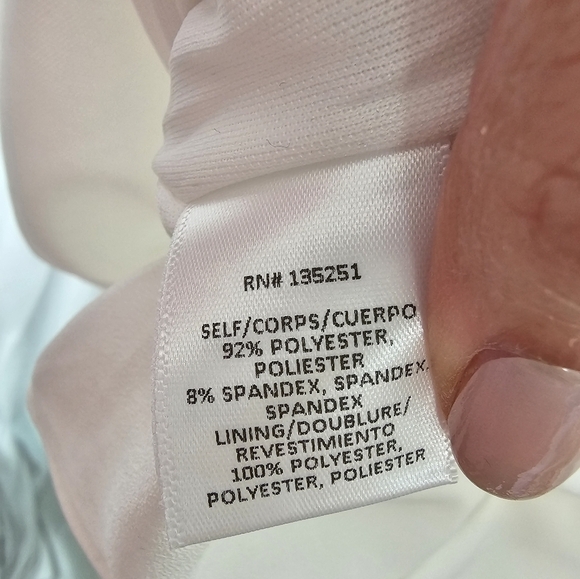 RN# 135251
SELF/CORPS/CUERPO
92% POLYESTER,
POLIESTER
8% SPANDEX, SPANDEX,
SPANDEX
LINING/DOUBLURE/
REVESTIMIENTO
100% POLYESTER,
POLYESTER, POLIESTER